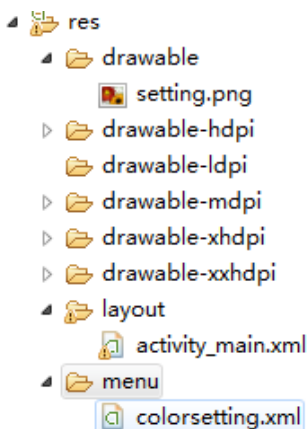 res
drawable
setting.png
drawable-hdpi
drawable-ldpi
drawable-mdpi
drawable-xhdpi
drawable-xxhdpi
layout
activity_main.xml
menu
colorsetting.xml